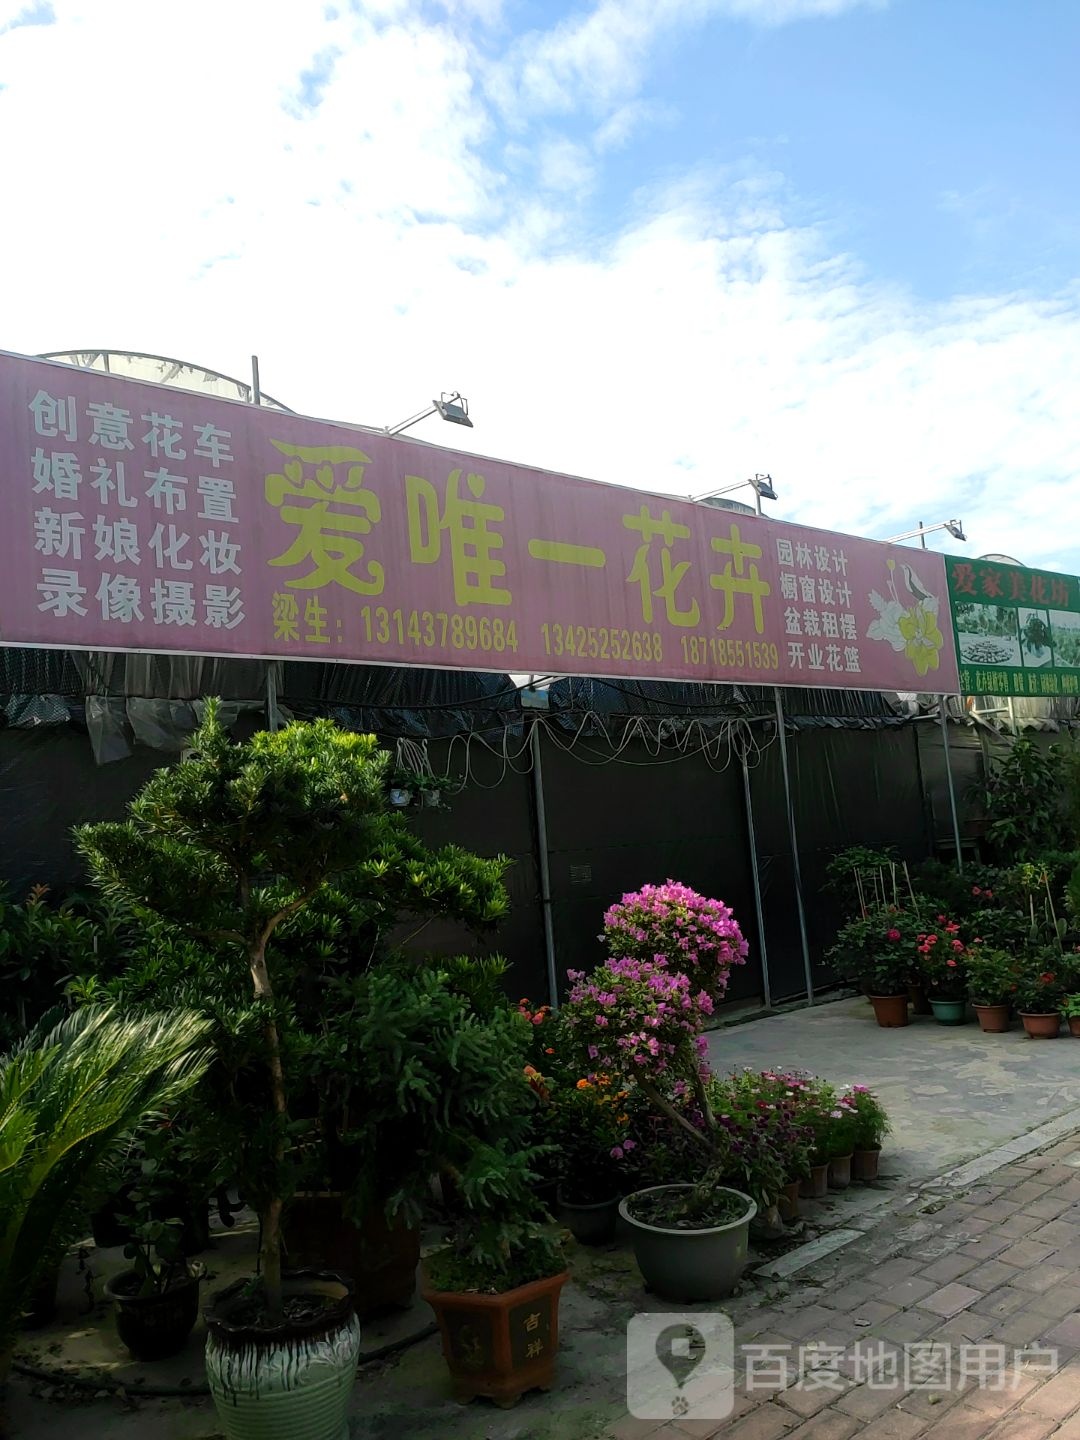 创意花车
婚礼布置
新娘化妆
录像摄影
爱唯一花卉
梁生：13143789684 13425252638 18718551539
园林设计
橱窗设计
盆栽租摆
开业花篮
爱家美花坊
吉祥
百度地图用户